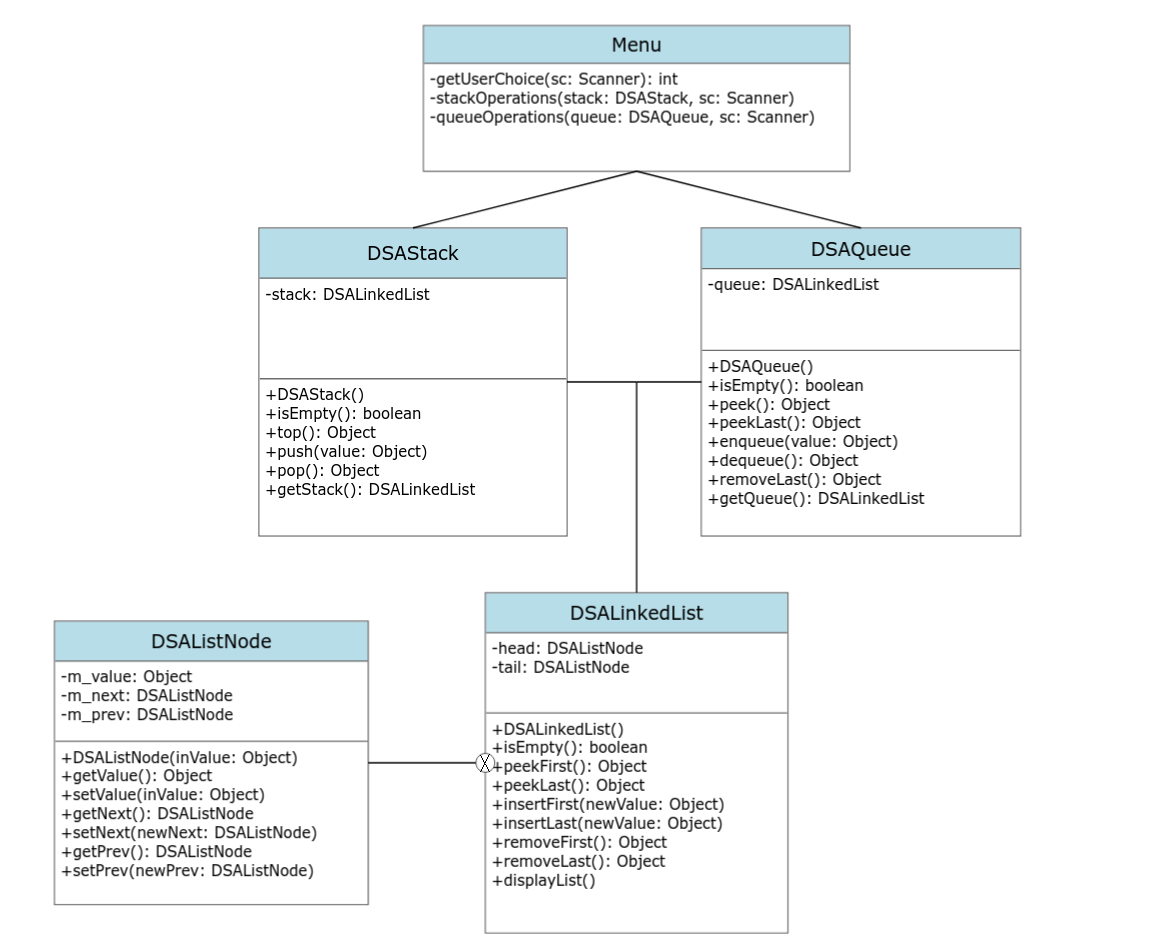 Menu
-getUserChoice(sc: Scanner): int
-stackOperations(stack: DSAStack, sc: Scanner)
-queueOperations(queue: DSAQueue, sc: Scanner)
DSAStack
-stack: DSALinkedList
+DSAStack()
+isEmpty(): boolean
+top(): Object
+push(value: Object)
+pop(): Object
+getStack(): DSALinkedList
DSAQueue
-queue: DSALinkedList
+DSAQueue()
+isEmpty(): boolean
+peek(): Object
+peekLast(): Object
+enqueue(value: Object)
+dequeue(): Object
+removeLast(): Object
+getQueue(): DSALinkedList
DSAListNode
-m_value: Object
-m_next: DSAListNode
-m_prev: DSAListNode
+DSAListNode(inValue: Object)
+getValue(): Object
+setValue(inValue: Object)
+getNext(): DSAListNode
+setNext(newNext: DSAListNode)
+getPrev(): DSAListNode
+setPrev(newPrev: DSAListNode)
DSALinkedList
-head: DSAListNode
-tail: DSAListNode
+DSALinkedList()
+isEmpty(): boolean
+peekFirst(): Object
+peekLast(): Object
+insertFirst(newValue: Object)
+insertLast(newValue: Object)
+removeFirst(): Object
+removeLast(): Object
+displayList()